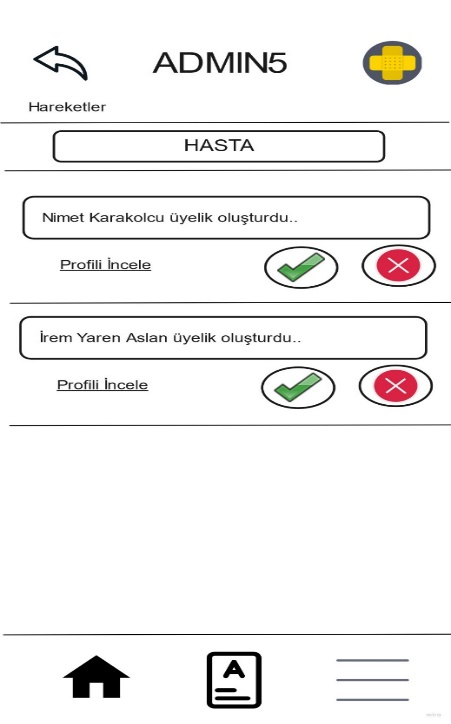 ADMIN5
Hareketler
HASTA
Nimet Karakolcu üyelik oluşturdu..
Profili İncele
İrem Yaren Aslan üyelik oluşturdu..
Profili İncele
A